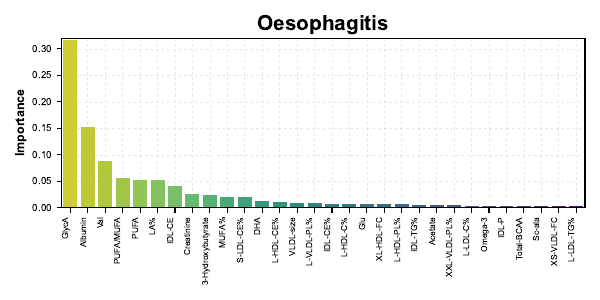 Oesophagitis
Importance
0.30
0.25
0.20
0.15
0.10
0.05
0.00
GlycA
Albumin
Val
PUFA/MUFA
PUFA
LA%
IDL-CE
Creatinine
3-Hydroxybutyrate
MUFA%
S-LDL-CE%
DHA
L-HDL-CE%
VLDL-size
L-VLDL-PL%
IDL-CE%
L-HDL-C%
Glu
XL-HDL-FC
L-HDL-PL%
IDL-TG%
Acetate
XXL-VLDL-PL%
L-LDL-C%
Omega-3
IDL-P
Total-BCAA
XS-VLDL-FC
L-LDL-TG%